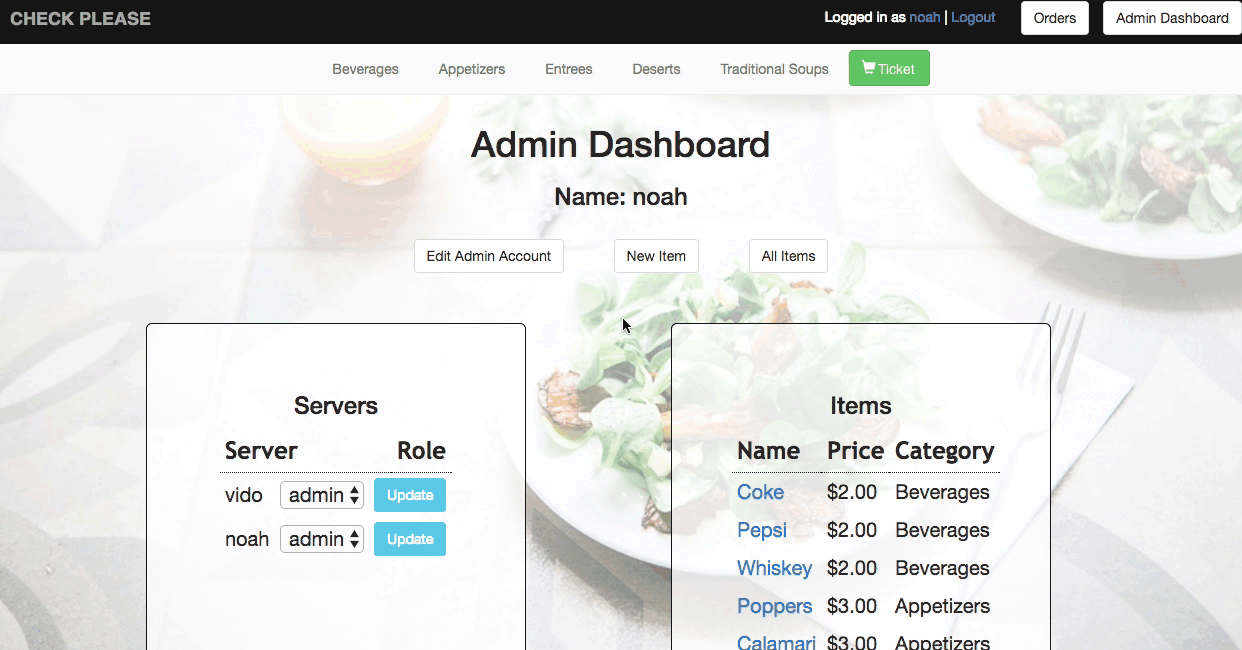 CHECK PLEASE
Logged in as noah | Logout
Orders
Admin Dashboard
Beverages
Appetizers
Entrees
Deserts
Traditional Soups
Ticket
Admin Dashboard
Name: noah
Edit Admin Account
New Item
All Items
Servers
Server Role
vido admin Update
noah admin Update
Items
Name Price Category
Coke $2.00 Beverages
Pepsi $2.00 Beverages
Whiskey $2.00 Beverages
Poppers $3.00 Appetizers
Calamari $3.00 Appetizers